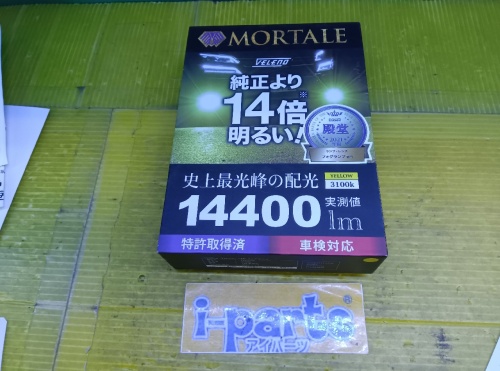 MORTALE
VELENO
純正より
14倍※
明るい!
殿堂
史上最光峰の配光
YELLOW
3100k
14400lm
実測値
特許取得済
車検対応
i-parts®
アイパーツ